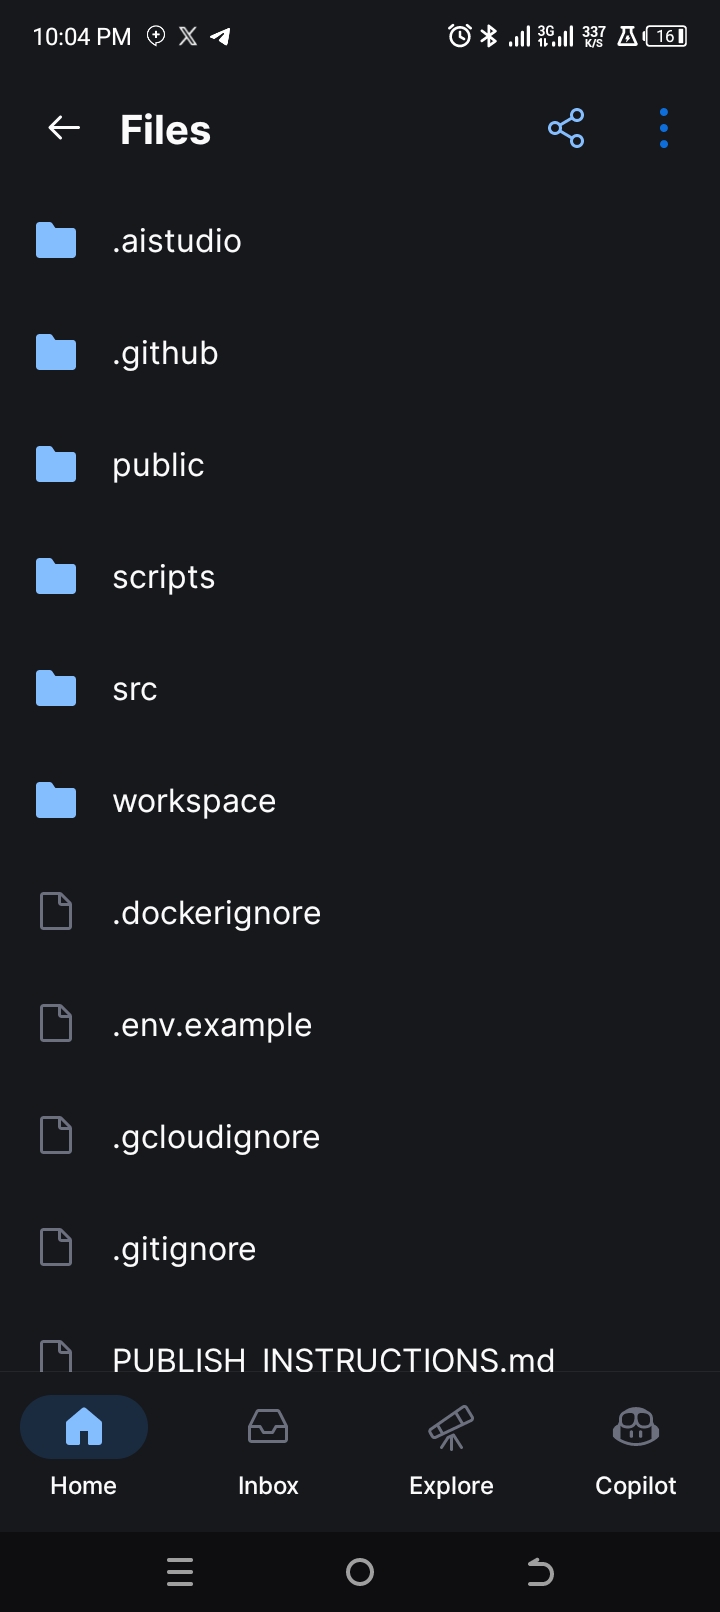 10:04 PM 3G 337 K/S 16
Files
.aistudio
.github
public
scripts
src
workspace
.dockerignore
.env.example
.gcloudignore
.gitignore
PUBLISH_INSTRUCTIONS.md
Home Inbox Explore Copilot